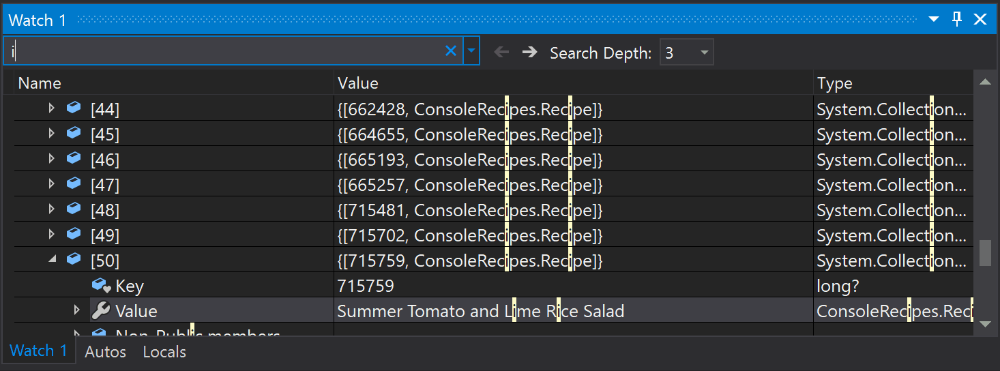 Watch 1
i Search Depth: 3
Name Value Type
[44] {[662428, ConsoleRecipes.Recipe]} System.Collection...
[45] {[664655, ConsoleRecipes.Recipe]} System.Collection...
[46] {[665193, ConsoleRecipes.Recipe]} System.Collection...
[47] {[665257, ConsoleRecipes.Recipe]} System.Collection...
[48] {[715481, ConsoleRecipes.Recipe]} System.Collection...
[49] {[715702, ConsoleRecipes.Recipe]} System.Collection...
[50] {[715759, ConsoleRecipes.Recipe]} System.Collection...
Key 715759 long?
Value Summer Tomato and Lime Rice Salad ConsoleRecipes.Reci
Non-Public members
Watch 1 Autos Locals